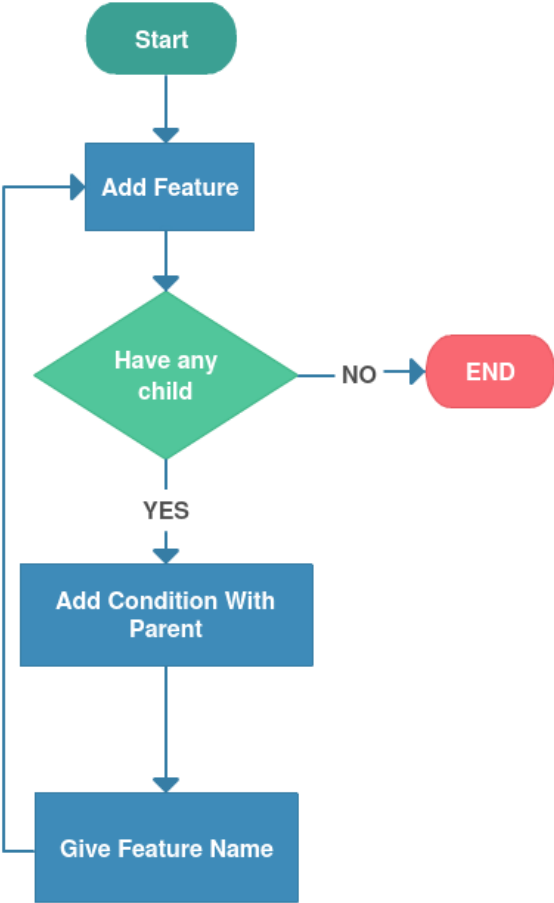 Start
Add Feature
Have any
child
NO
END
YES
Add Condition With
Parent
Give Feature Name